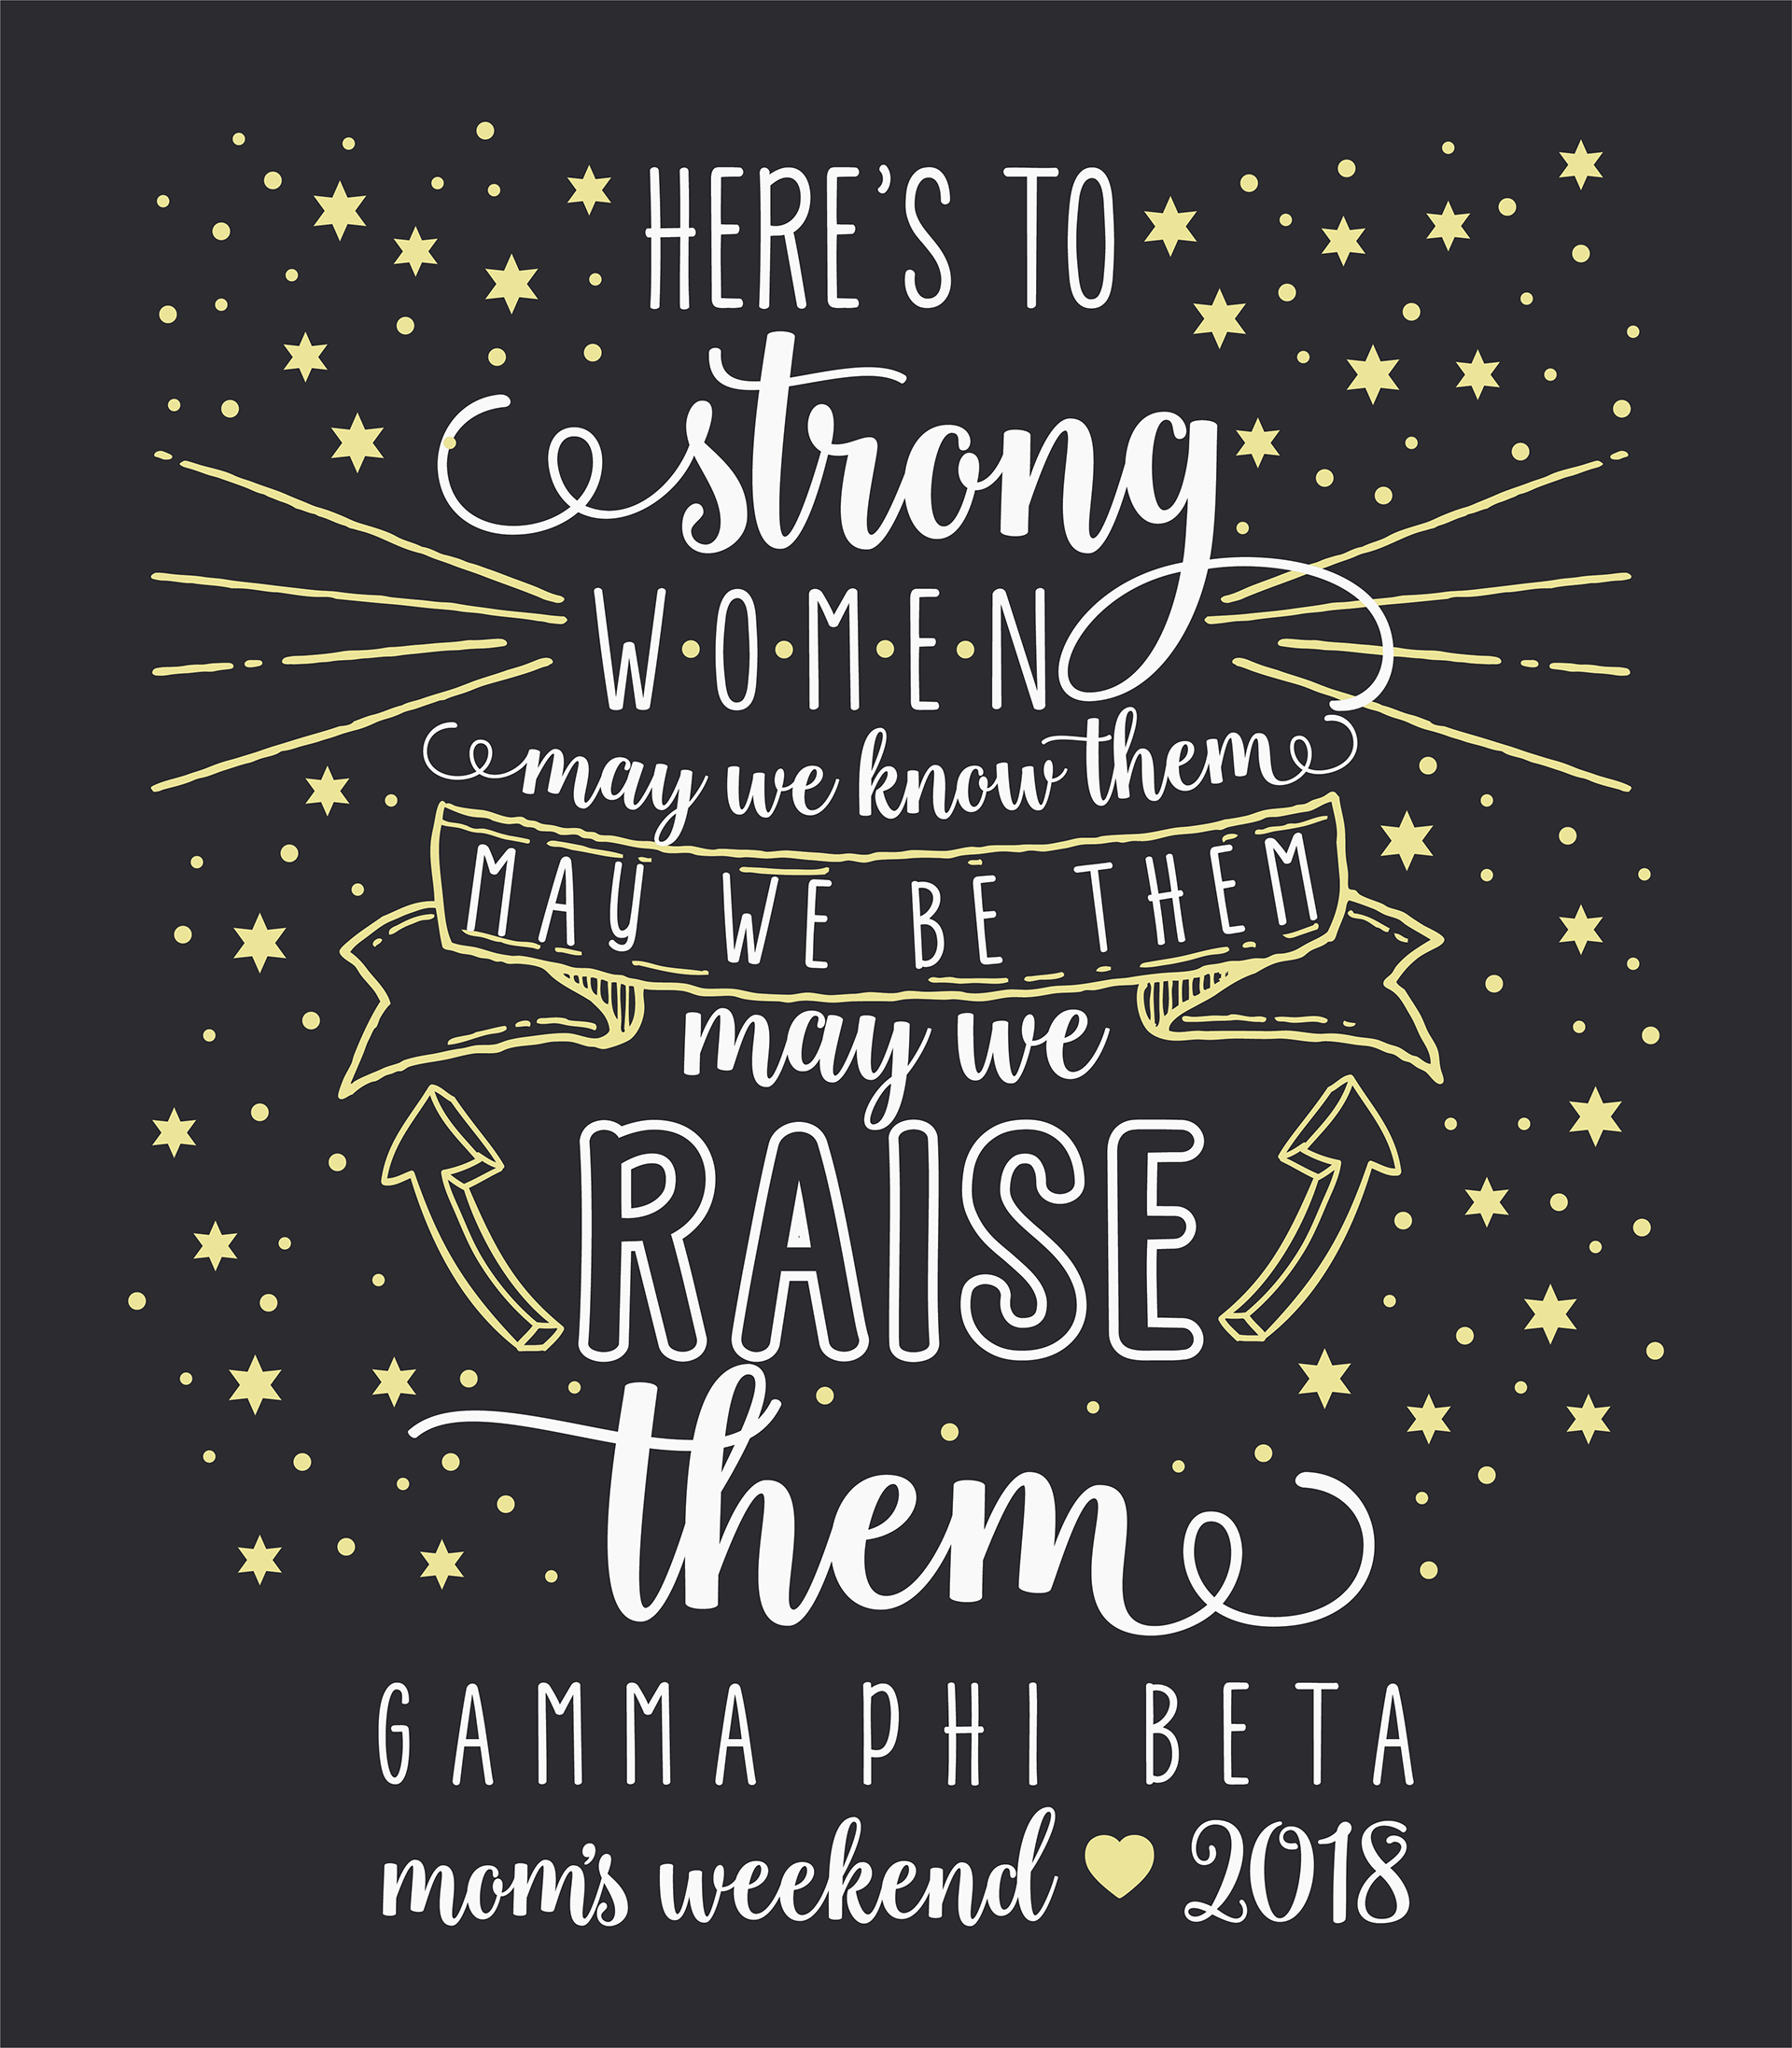 HERE'S TO
strong
W•O•M•E•N
may we know them
MAY WE BE THEM
may we
RAISE
them
GAMMA PHI BETA
mom's weekend ♥ 2018